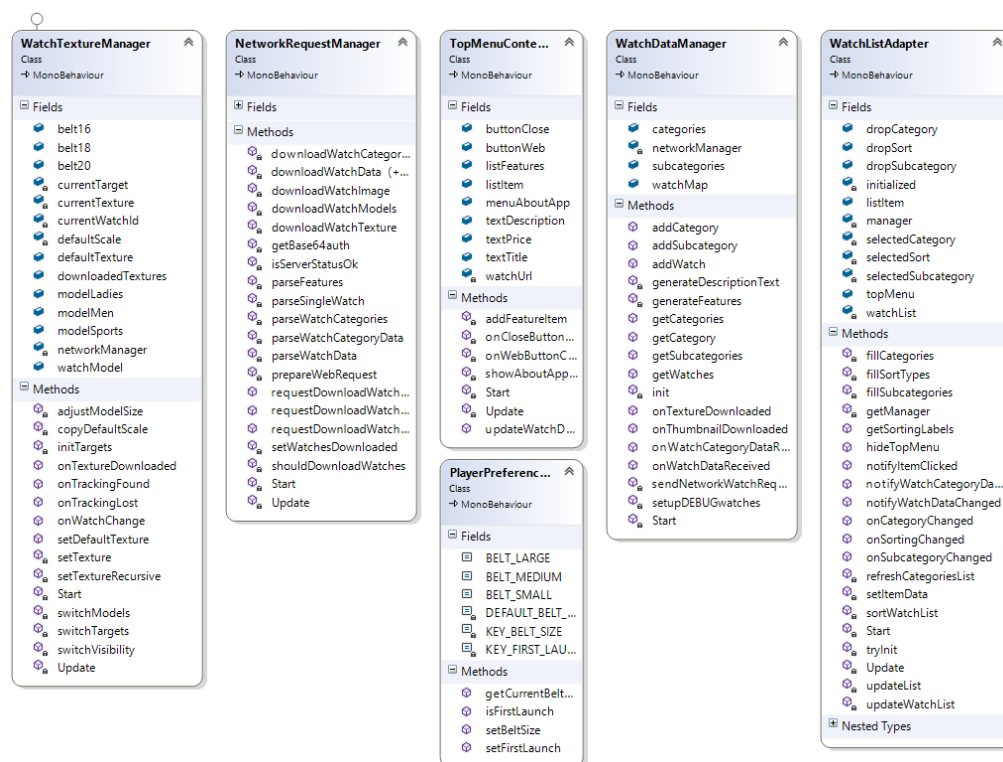 WatchTextureManager
Class
MonoBehaviour
Fields
belt16
belt18
belt20
currentTarget
currentTexture
currentWatchId
defaultScale
defaultTexture
downloadedTextures
modelLadies
modelMen
modelSports
networkManager
watchModel
Methods
adjustModelSize
copyDefaultScale
initTargets
onTextureDownloaded
onTrackingFound
onTrackingLost
onWatchChange
setDefaultTexture
setTexture
setTextureRecursive
Start
switchModels
switchTargets
switchVisibility
Update
NetworkRequestManager
Class
MonoBehaviour
Fields
Methods
downloadWatchCategor...
downloadWatchData (+...
downloadWatchImage
downloadWatchModels
downloadWatchTexture
getBase64auth
isServerStatusOk
parseFeatures
parseSingleWatch
parseWatchCategories
parseWatchCategoryData
parseWatchData
prepareWebRequest
requestDownloadWatch...
requestDownloadWatch...
requestDownloadWatch...
setWatchesDownloaded
shouldDownloadWatches
Start
Update
TopMenuConte...
Class
MonoBehaviour
Fields
buttonClose
buttonWeb
listFeatures
listItem
menuAboutApp
textDescription
textPrice
textTitle
watchUrl
Methods
addFeatureItem
onCloseButton...
onWebButtonC...
showAboutApp...
Start
Update
updateWatchD...
PlayerPreferenc...
Class
MonoBehaviour
Fields
BELT_LARGE
BELT_MEDIUM
BELT_SMALL
DEFAULT_BELT_...
KEY_BELT_SIZE
KEY_FIRST_LAU...
Methods
getCurrentBelt...
isFirstLaunch
setBeltSize
setFirstLaunch
WatchDataManager
Class
MonoBehaviour
Fields
categories
networkManager
subcategories
watchMap
Methods
addCategory
addSubcategory
addWatch
generateDescriptionText
generateFeatures
getCategories
getCategory
getSubcategories
getWatches
init
onTextureDownloaded
onThumbnailDownloaded
onWatchCategoryDataR...
onWatchDataReceived
sendNetworkWatchReq...
setupDEBUGwatches
Start
WatchListAdapter
Class
MonoBehaviour
Fields
dropCategory
dropSort
dropSubcategory
initialized
listItem
manager
selectedCategory
selectedSort
selectedSubcategory
topMenu
watchList
Methods
fillCategories
fillSortTypes
fillSubcategories
getManager
getSortingLabels
hideTopMenu
notifyItemClicked
notifyWatchCategoryDa...
notifyWatchDataChanged
onCategoryChanged
onSortingChanged
onSubcategoryChanged
refreshCategoriesList
setItemData
sortWatchList
Start
tryInit
Update
updateList
updateWatchList
Nested Types